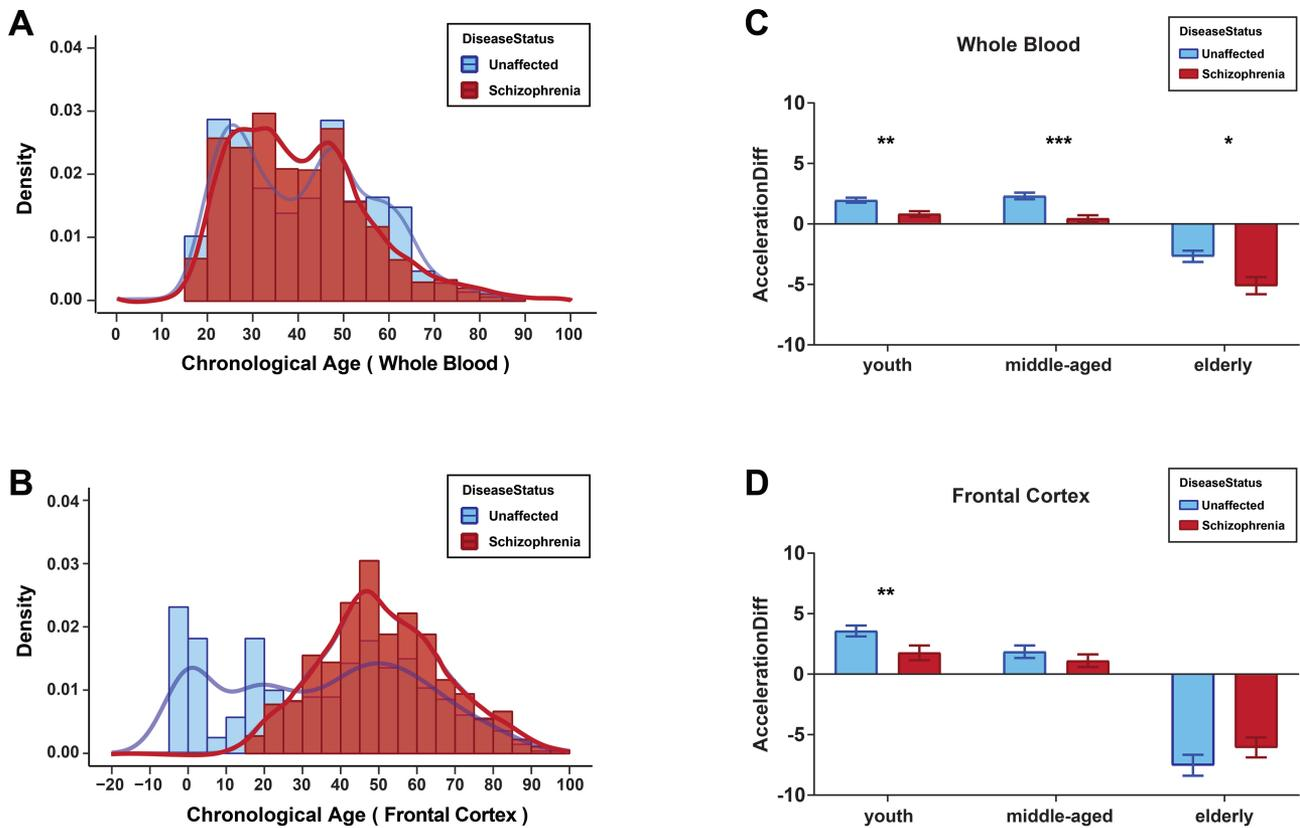 A
DiseaseStatus
Unaffected
Schizophrenia
0.04
0.03
0.02
0.01
0.00
Density
0 10 20 30 40 50 60 70 80 90 100
Chronological Age ( Whole Blood )
C
Whole Blood
DiseaseStatus
Unaffected
Schizophrenia
10
5
0
-5
-10
AccelerationDiff
** *** *
youth middle-aged elderly
B
DiseaseStatus
Unaffected
Schizophrenia
0.04
0.03
0.02
0.01
0.00
Density
−20 −10 0 10 20 30 40 50 60 70 80 90 100
Chronological Age ( Frontal Cortex )
D
Frontal Cortex
DiseaseStatus
Unaffected
Schizophrenia
10
5
0
-5
-10
AccelerationDiff
**
youth middle-aged elderly